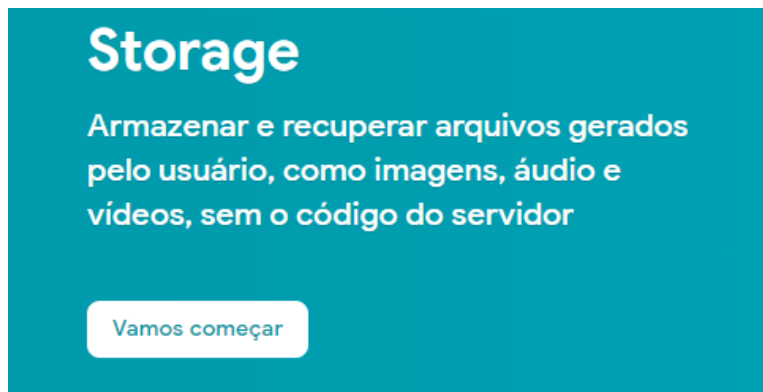 Storage
Armazenar e recuperar arquivos gerados
pelo usuário, como imagens, áudio e
vídeos, sem o código do servidor
Vamos começar